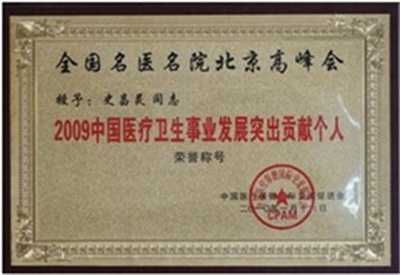 全国名医名院北京高峰会
授予：史昌灵 同志
2009中国医疗卫生事业发展突出贡献个人
荣誉称号
CPAM